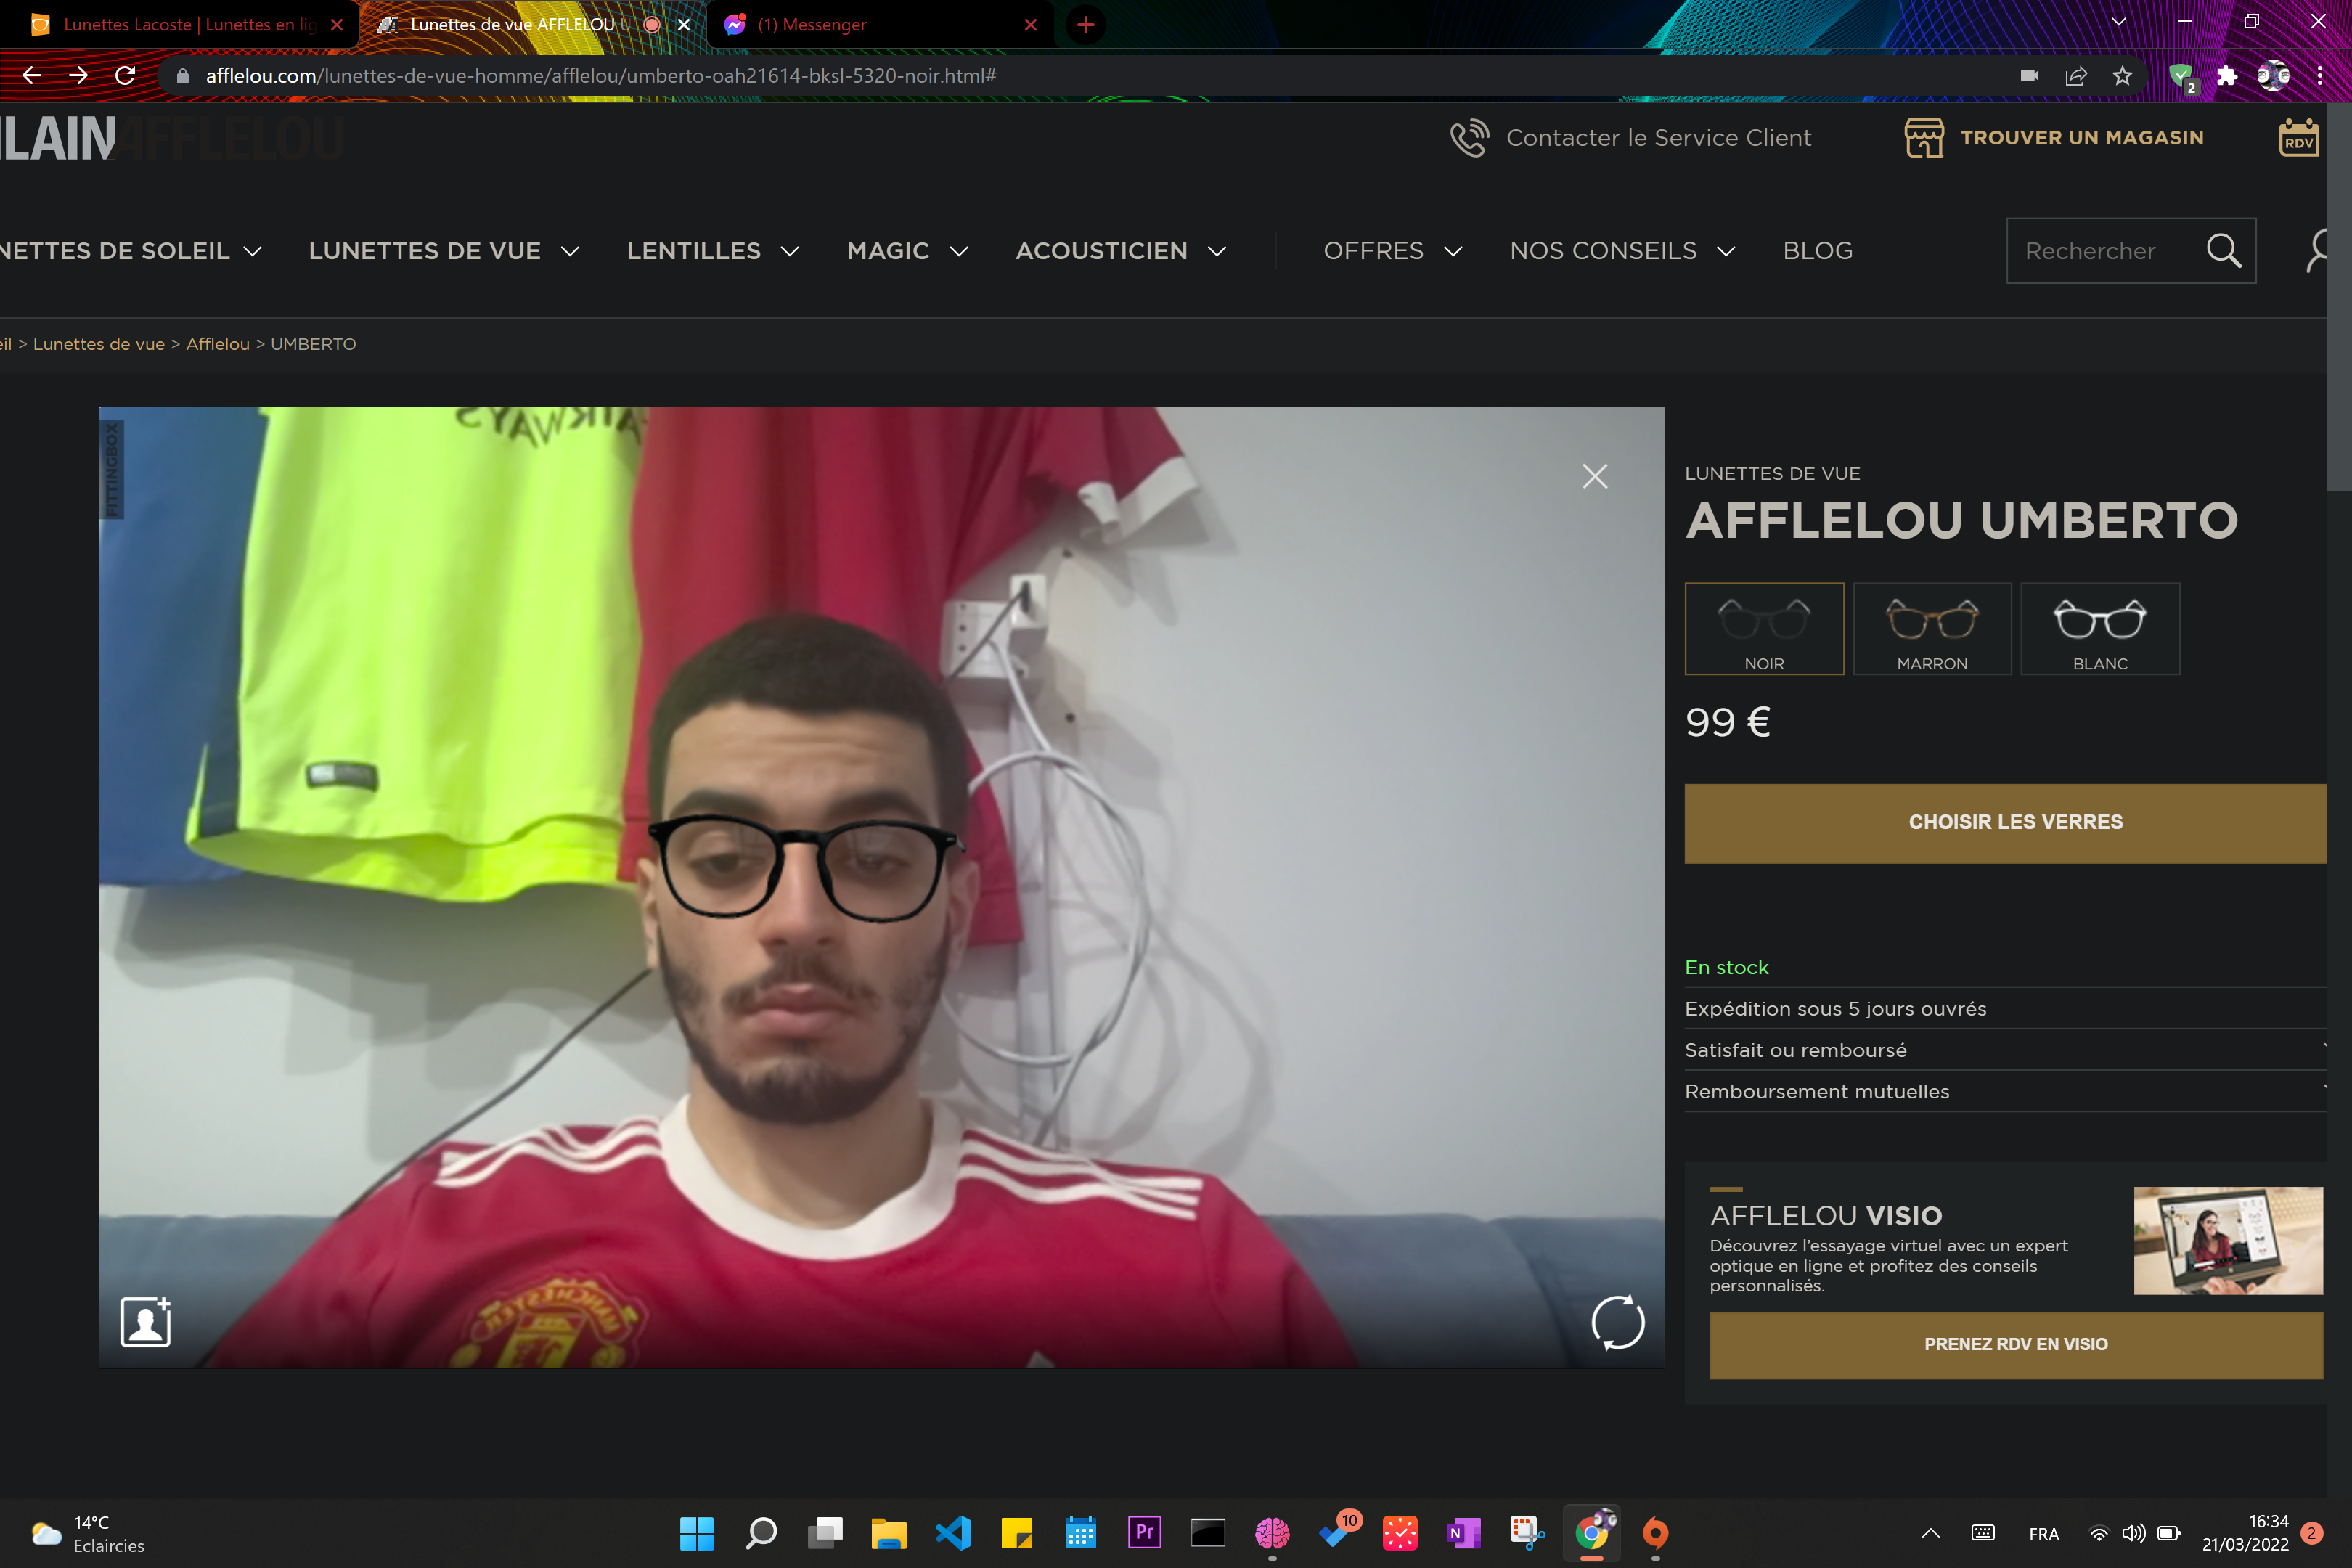 Lunettes Lacoste | Lunettes en lig
Lunettes de vue AFFLELOU U
(1) Messenger
afflelou.com/lunettes-de-vue-homme/afflelou/umberto-oah21614-bksl-5320-noir.html#
2
LAIN AFFLELOU
Contacter le Service Client
TROUVER UN MAGASIN
RDV
NETTES DE SOLEIL
LUNETTES DE VUE
LENTILLES
MAGIC
ACOUSTICIEN
OFFRES
NOS CONSEILS
BLOG
Rechercher
eil > Lunettes de vue > Afflelou > UMBERTO
FITTINGBOX
AIRWAYS
MANCHESTER
LUNETTES DE VUE
AFFLELOU UMBERTO
NOIR
MARRON
BLANC
99 €
CHOISIR LES VERRES
En stock
Expédition sous 5 jours ouvrés
Satisfait ou remboursé
Remboursement mutuelles
AFFLELOU VISIO
Découvrez l'essayage virtuel avec un expert
optique en ligne et profitez des conseils
personnalisés.
PRENEZ RDV EN VISIO
14°C
Eclaircies
Pr
10
N
FRA
16:34
21/03/2022
2